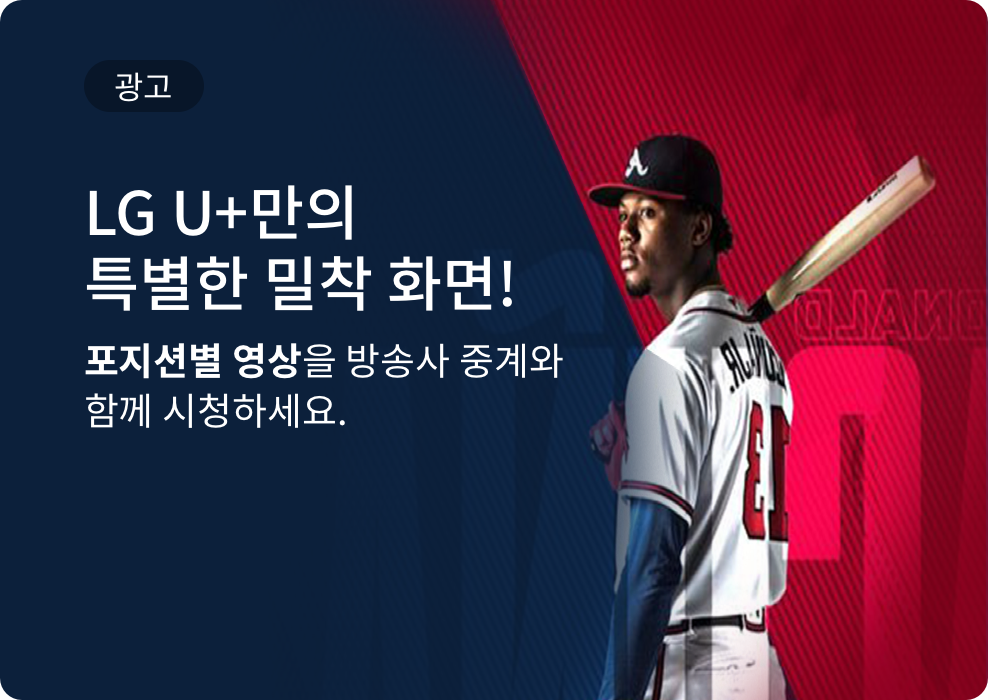 광고
LG U+만의
특별한 밀착 화면!
포지션별 영상을 방송사 중계와
함께 시청하세요.
A
13